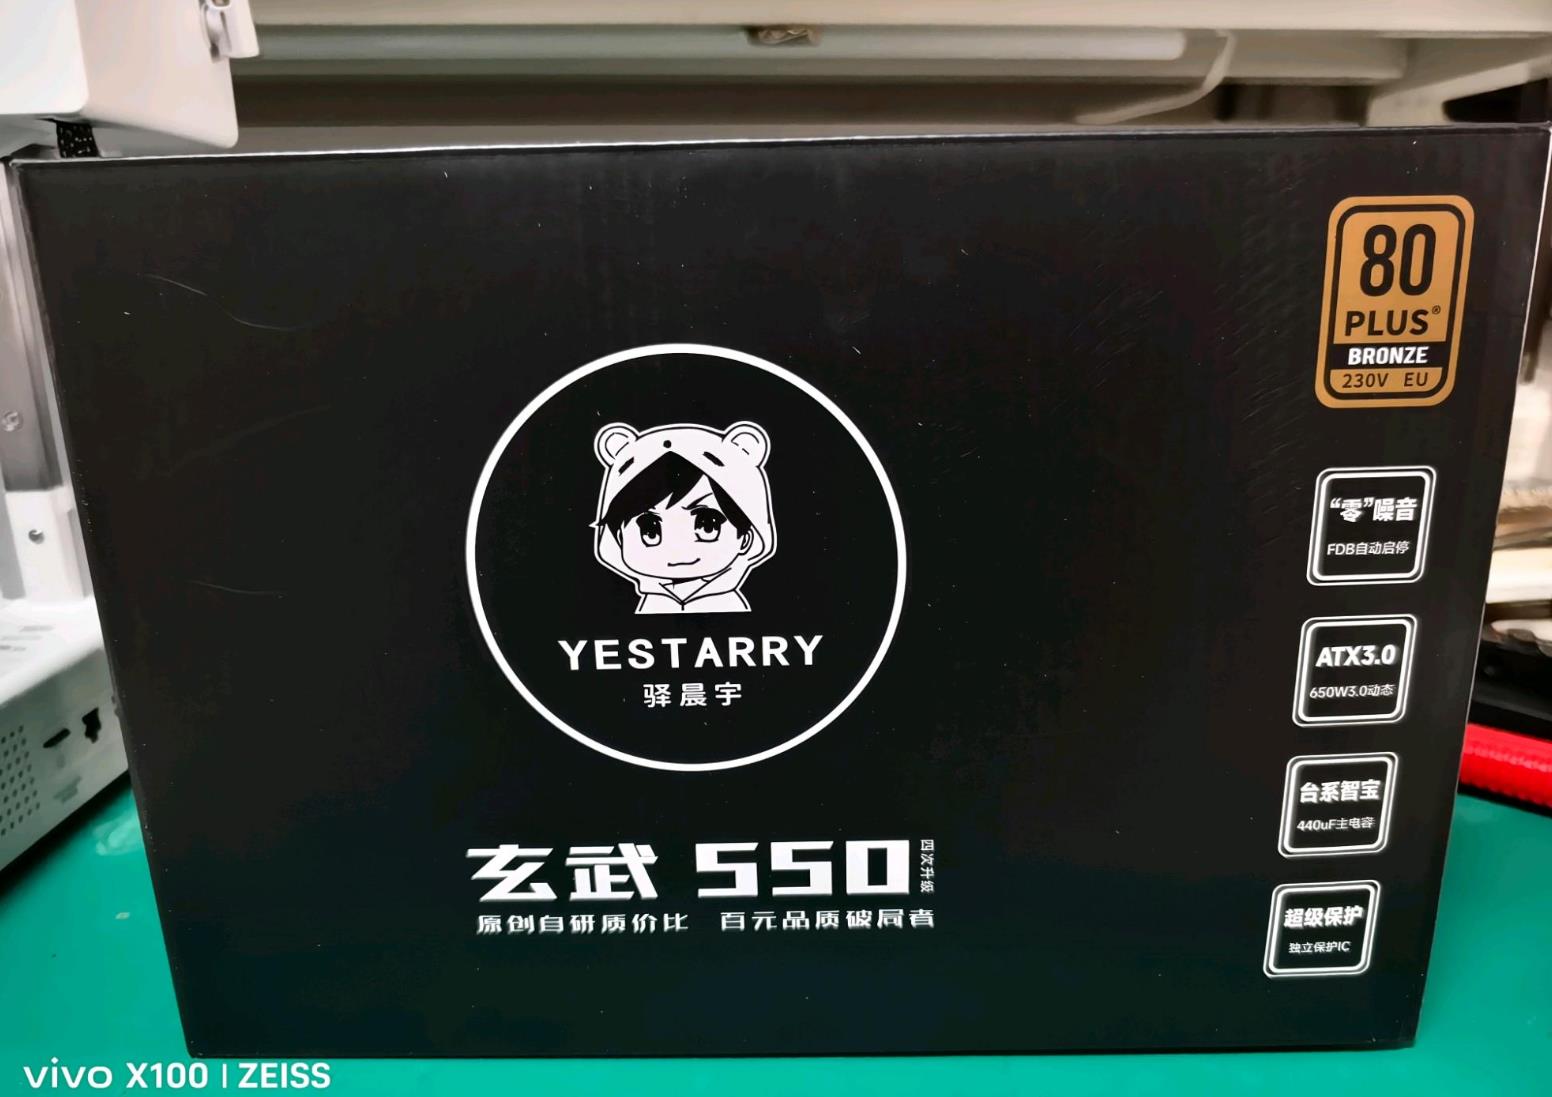 80
PLUS®
BRONZE
230V EU
“零”噪音
FDB自动启停
ATX3.0
650W3.0动态
台系智宝
440uF主电容
超级保护
独立保护IC
YESTARRY
驿晨宇
玄武 550
四次升级
原创自研质价比 百元品质破局者
vivo X100 | ZEISS